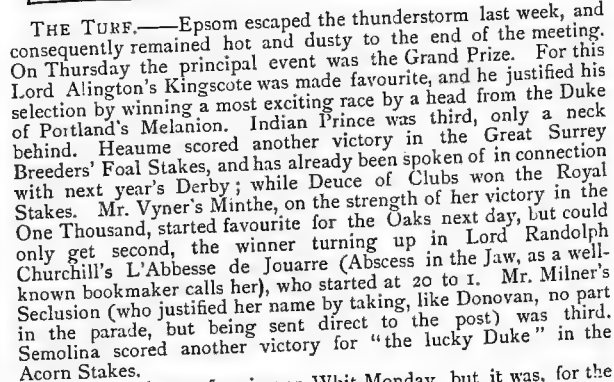 THE TURF.——Epsom escaped the thunderstorm last week, and
consequently remained hot and dusty to the end of the meeting.
On Thursday the principal event was the Grand Prize. For this
Lord Alington's Kingscote was made favourite, and he justified his
selection by winning a most exciting race by a head from the Duke
of Portland's Melanion. Indian Prince was third, only a neck
behind. Heaume scored another victory in the Great Surrey
Breeders' Foal Stakes, and has already been spoken of in connection
with next year's Derby; while Deuce of Clubs won the Royal
Stakes. Mr. Vyner's Minthe, on the strength of her victory in the
One Thousand, started favourite for the Oaks next day, but could
only get second, the winner turning up in Lord Randolph
Churchill's L'Abbesse de Jouarre (Abscess in the Jaw, as a well-
known bookmaker calls her), who started at 20 to 1. Mr. Milner's
Seclusion (who justified her name by taking, like Donovan, no part
in the parade, but being sent direct to the post) was third.
Semolina scored another victory for "the lucky Duke" in the
Acorn Stakes.
Whit Monday, but it was, for the